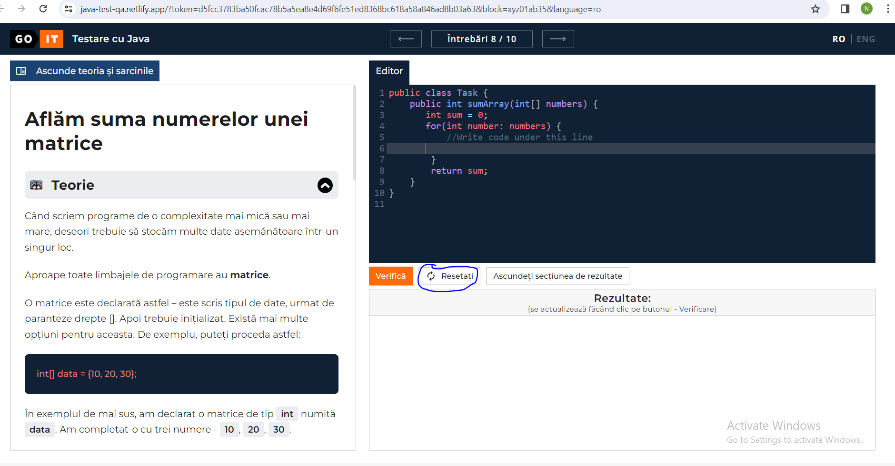 java-test-qa.netlify.app/?token=d5fcc3783ba50fcac78b5a5ea8e4d69f6fe51ed8368bc618a58a846ad8b03a63&block=xyz01ab35&language=ro
N
GO IT Testare cu Java
Întrebări 8 / 10
RO | ENG
Ascunde teoria și sarcinile
Aflăm suma numerelor unei
matrice
Teorie
Când scriem programe de o complexitate mai mică sau mai
mare, deseori trebuie să stocăm multe date asemănătoare într-un
singur loc.
Aproape toate limbajele de programare au matrice.
O matrice este declarată astfel – este scris tipul de date, urmat de
paranteze drepte []. Apoi trebuie inițializat. Există mai multe
opțiuni pentru aceasta. De exemplu, puteți proceda astfel:
int[] data = {10, 20, 30};
În exemplul de mai sus, am declarat o matrice de tip int numită
data . Am completat-o cu trei numere - 10 , 20 , 30 .
Editor
1 public class Task {
2 public int sumArray(int[] numbers) {
3 int sum = 0;
4 for(int number: numbers) {
5 //Write code under this line
6
7 }
8 return sum;
9 }
10 }
11
Verifică
Resetați
Ascundeți secțiunea de rezultate
Rezultate:
(se actualizează făcând clic pe butonul - Verificare)
Activate Windows
Go to Settings to activate Windows.